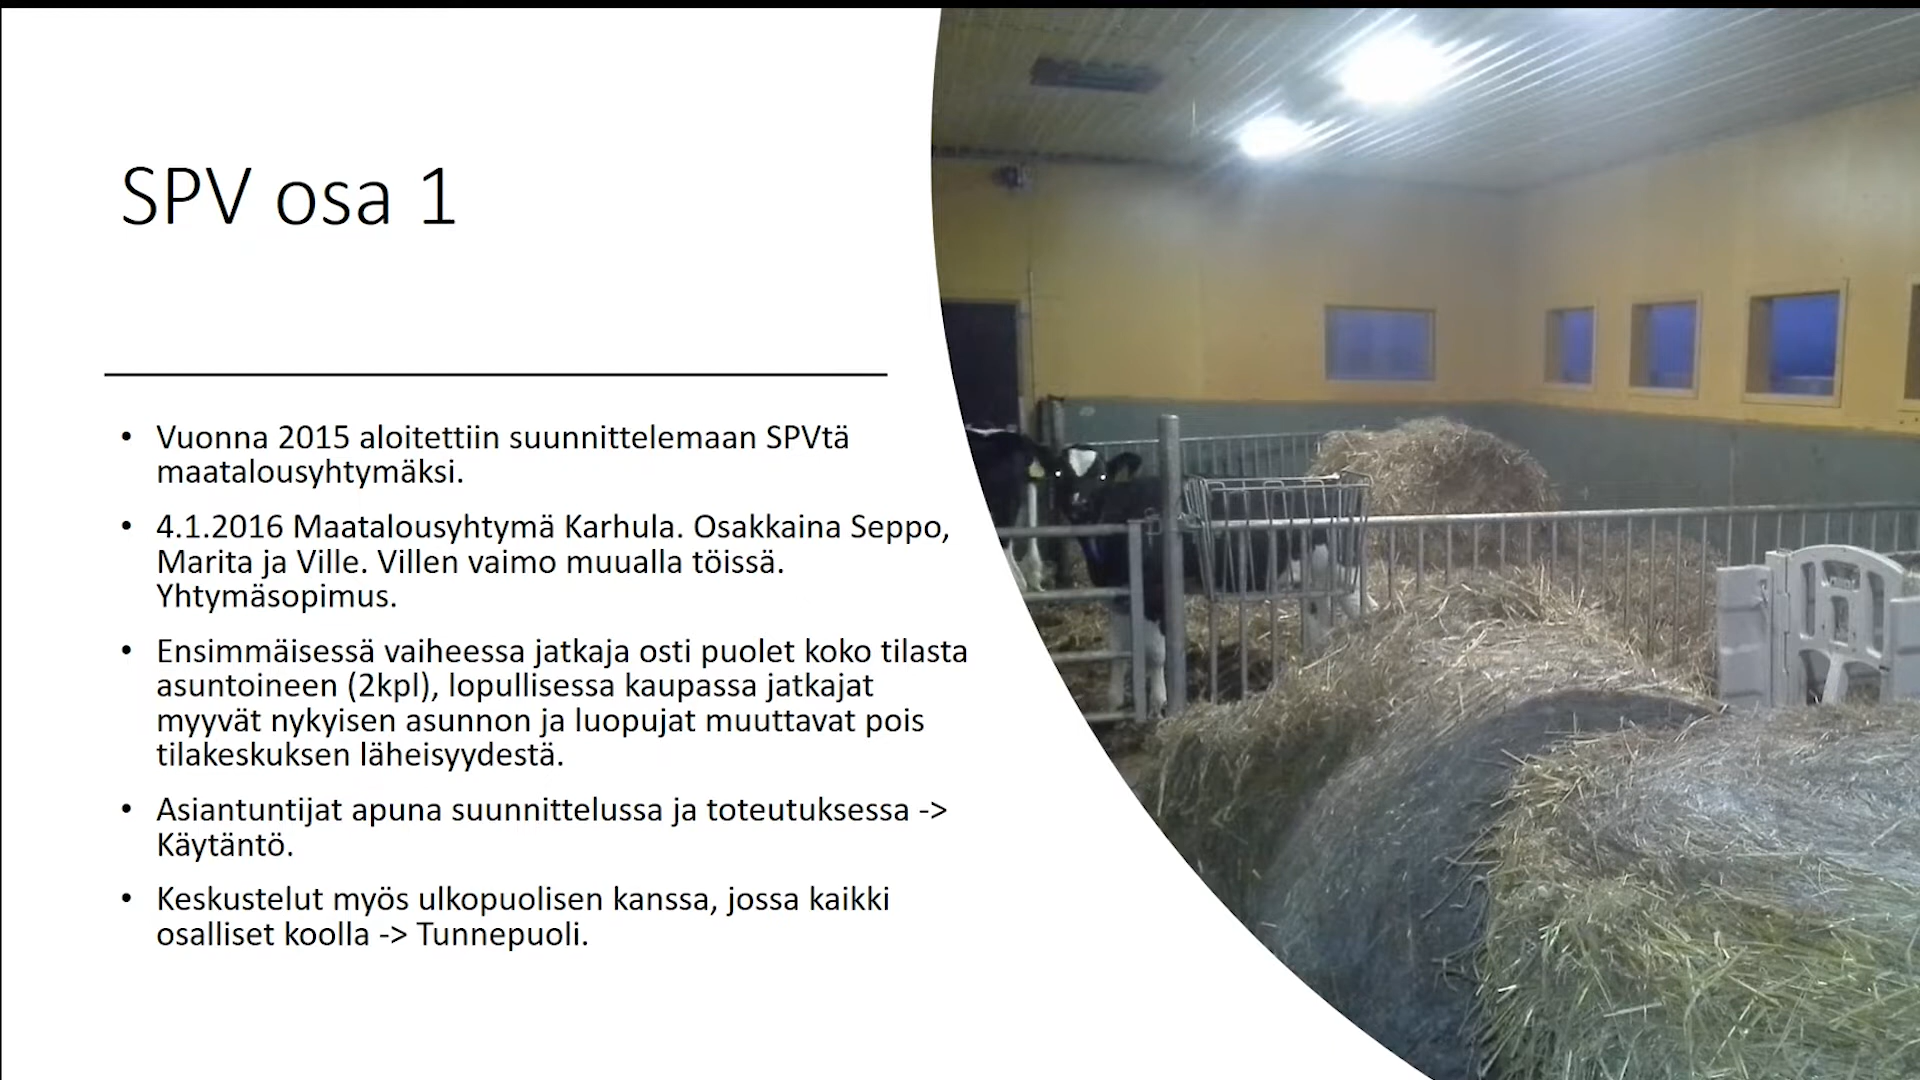 SPV osa 1
• Vuonna 2015 aloitettiin suunnittelemaan SPVtä
maatalousyhtymäksi.
• 4.1.2016 Maatalousyhtymä Karhula. Osakkaina Seppo,
Marita ja Ville. Villen vaimo muualla töissä.
Yhtymäsopimus.
• Ensimmäisessä vaiheessa jatkaja osti puolet koko tilasta
asuntoineen (2kpl), lopullisessa kaupassa jatkajat
myyvät nykyisen asunnon ja luopujat muuttavat pois
tilakeskuksen läheisyydestä.
• Asiantuntijat apuna suunnittelussa ja toteutuksessa ->
Käytäntö.
• Keskustelut myös ulkopuolisen kanssa, jossa kaikki
osalliset koolla -> Tunnepuoli.